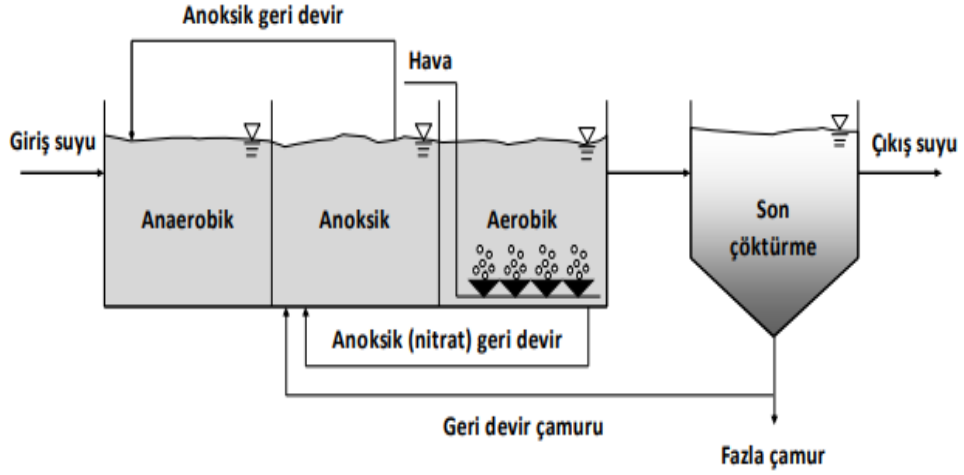 Anoksik geri devir
Hava
Giriş suyu
Çıkış suyu
Anaerobik
Anoksik
Aerobik
Son
çöktürme
Anoksik (nitrat) geri devir
Geri devir çamuru
Fazla çamur